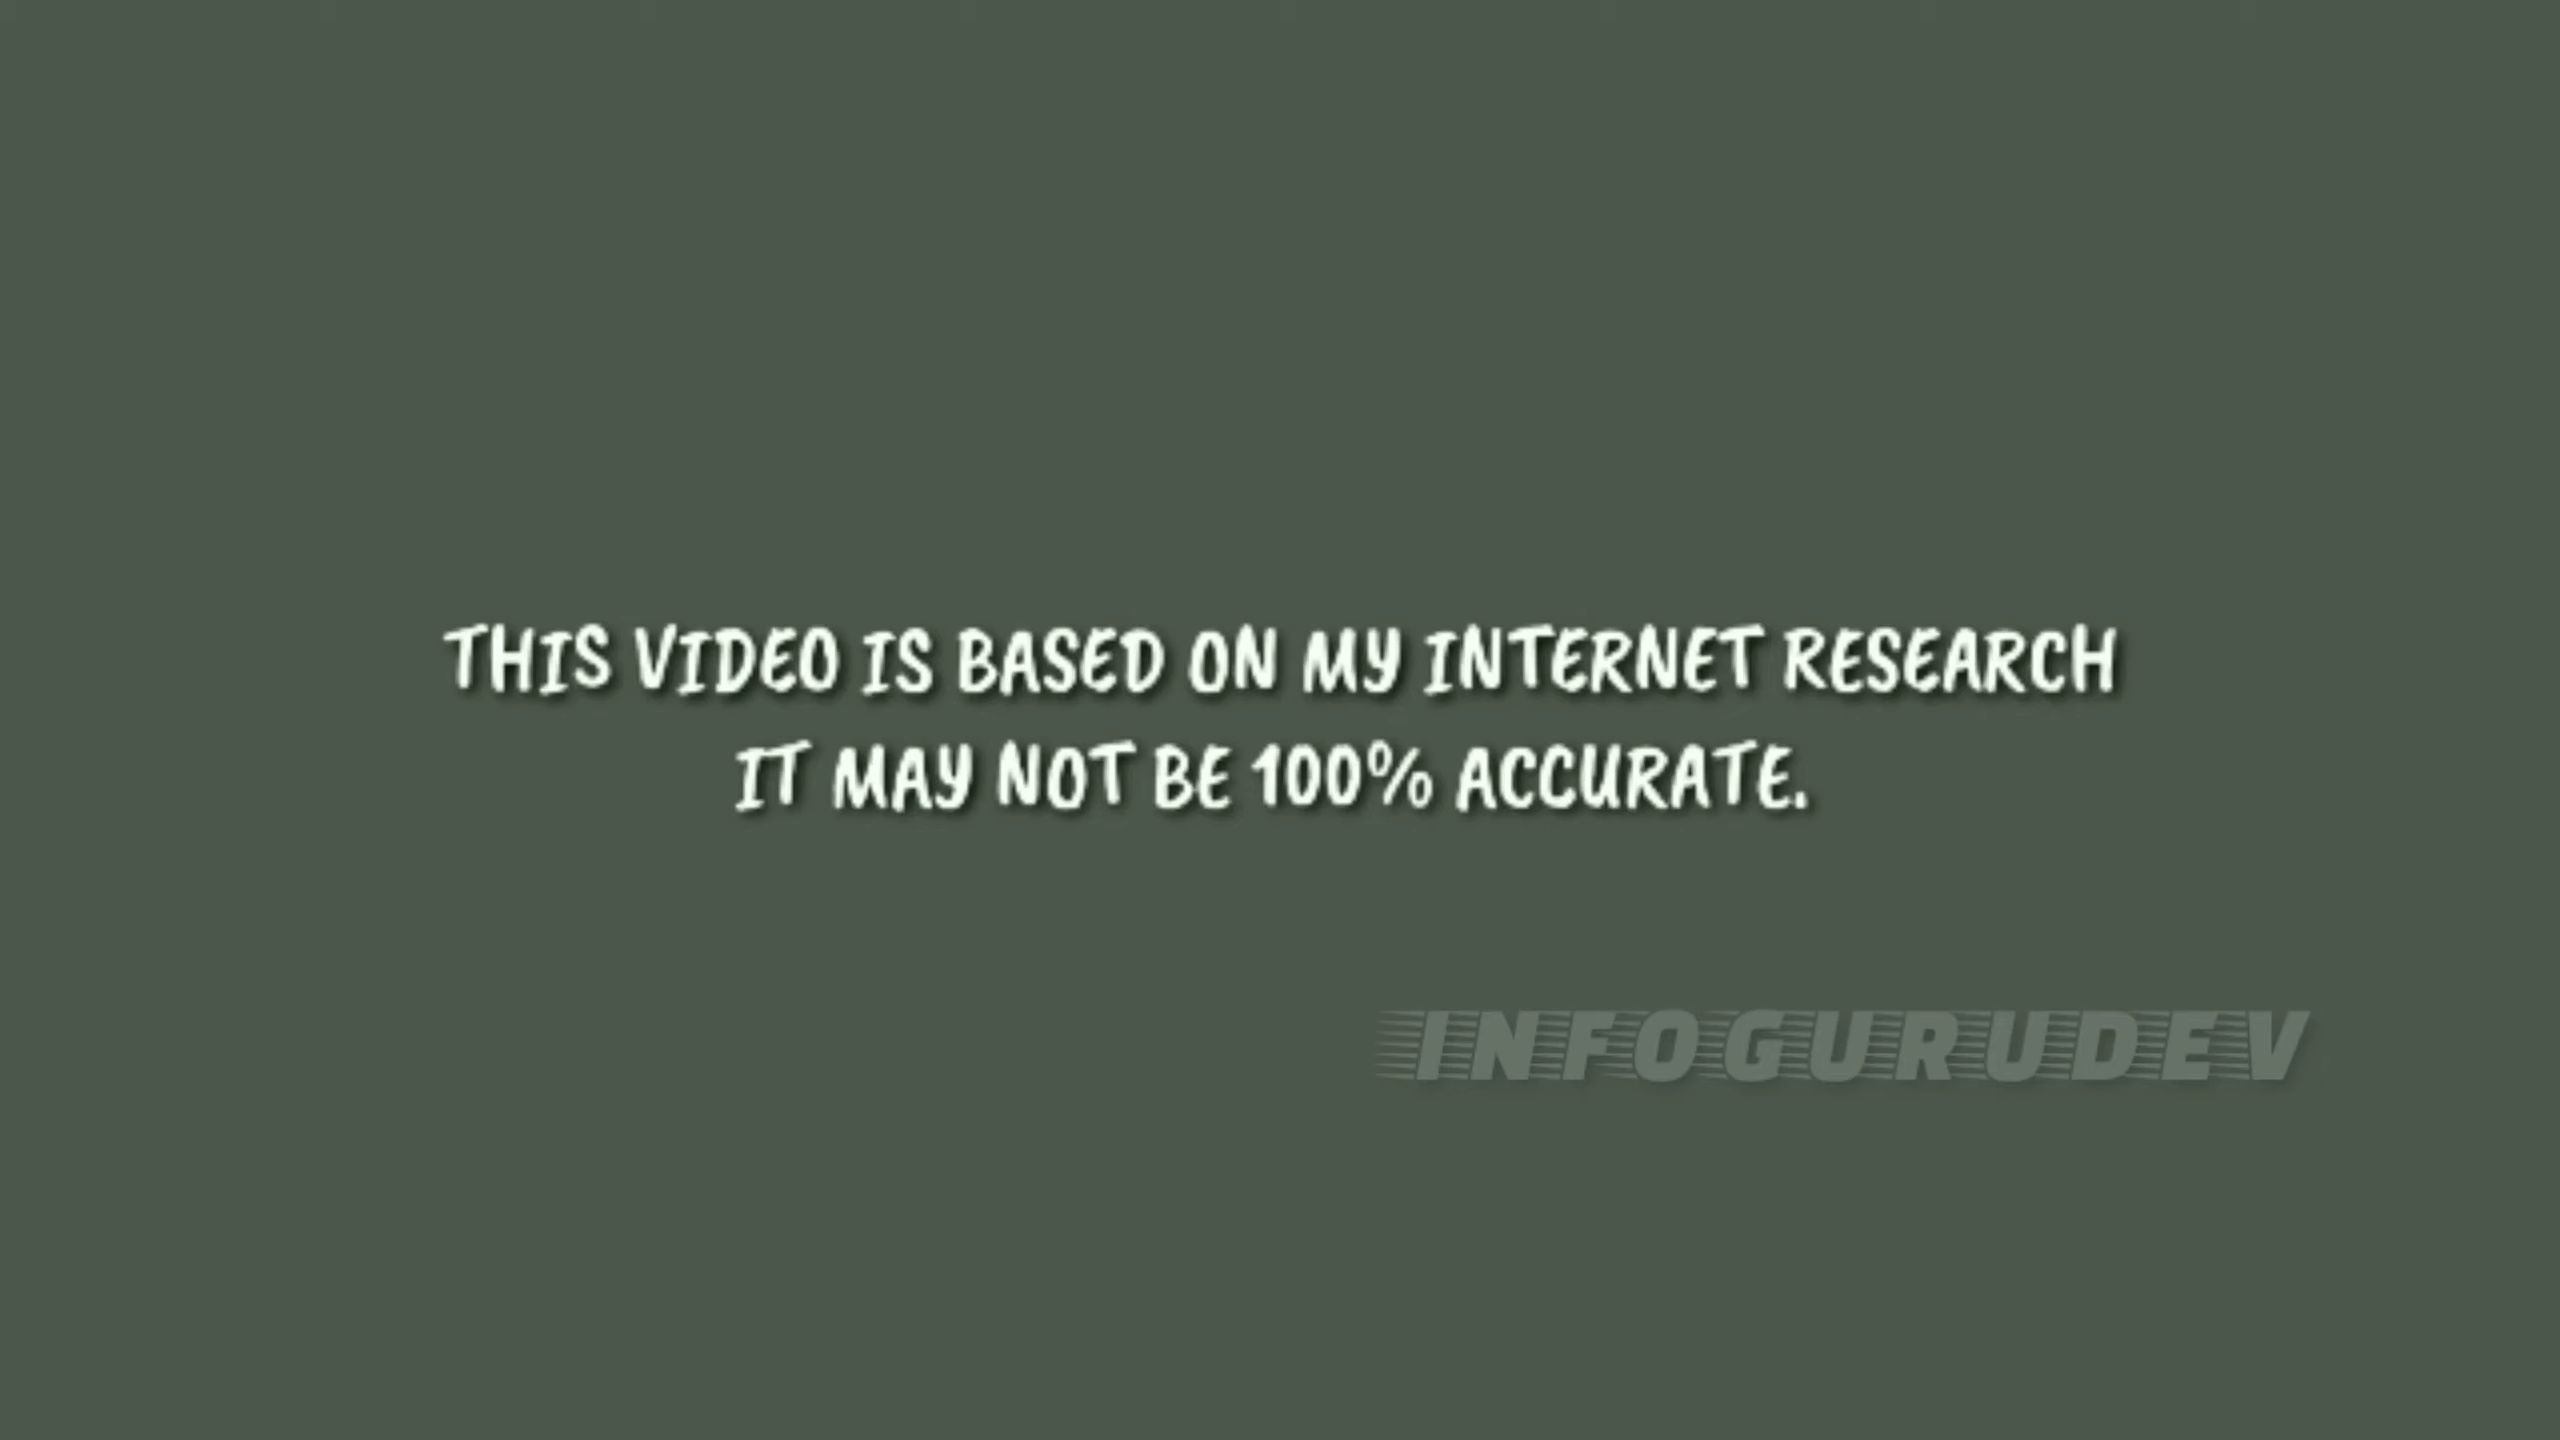 THIS VIDEO IS BASED ON MY INTERNET RESEARCH
IT MAY NOT BE 100% ACCURATE.
INFOGURUDEV